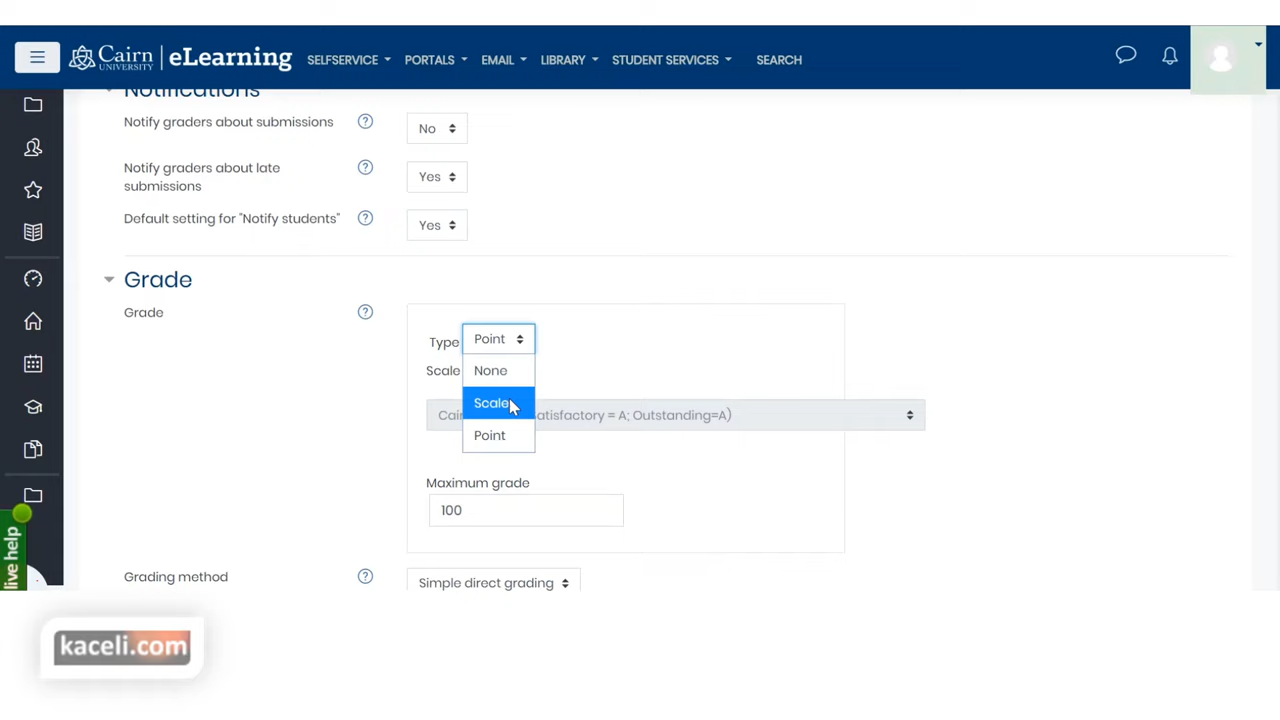 Cairn UNIVERSITY eLearning SELFSERVICE PORTALS EMAIL LIBRARY STUDENT SERVICES SEARCH
Notifications
Notify graders about submissions No
Notify graders about late submissions Yes
Default setting for "Notify students" Yes
Grade
Grade
Type Point
Scale None
Scale
Cair atisfactory = A; Outstanding=A)
Point
Maximum grade
100
Grading method Simple direct grading
live help
kaceli.com